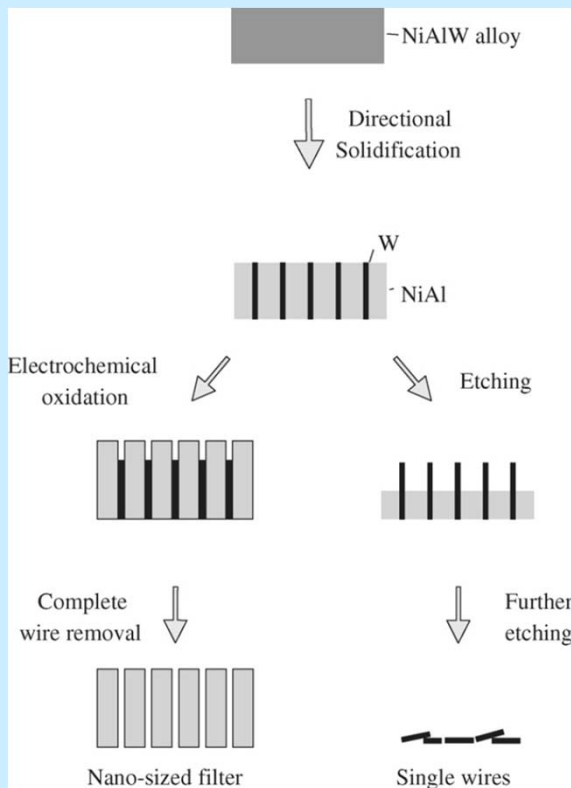 NiAlW alloy
Directional
Solidification
W
NiAl
Electrochemical
oxidation
Etching
Complete
wire removal
Further
etching
Nano-sized filter
Single wires